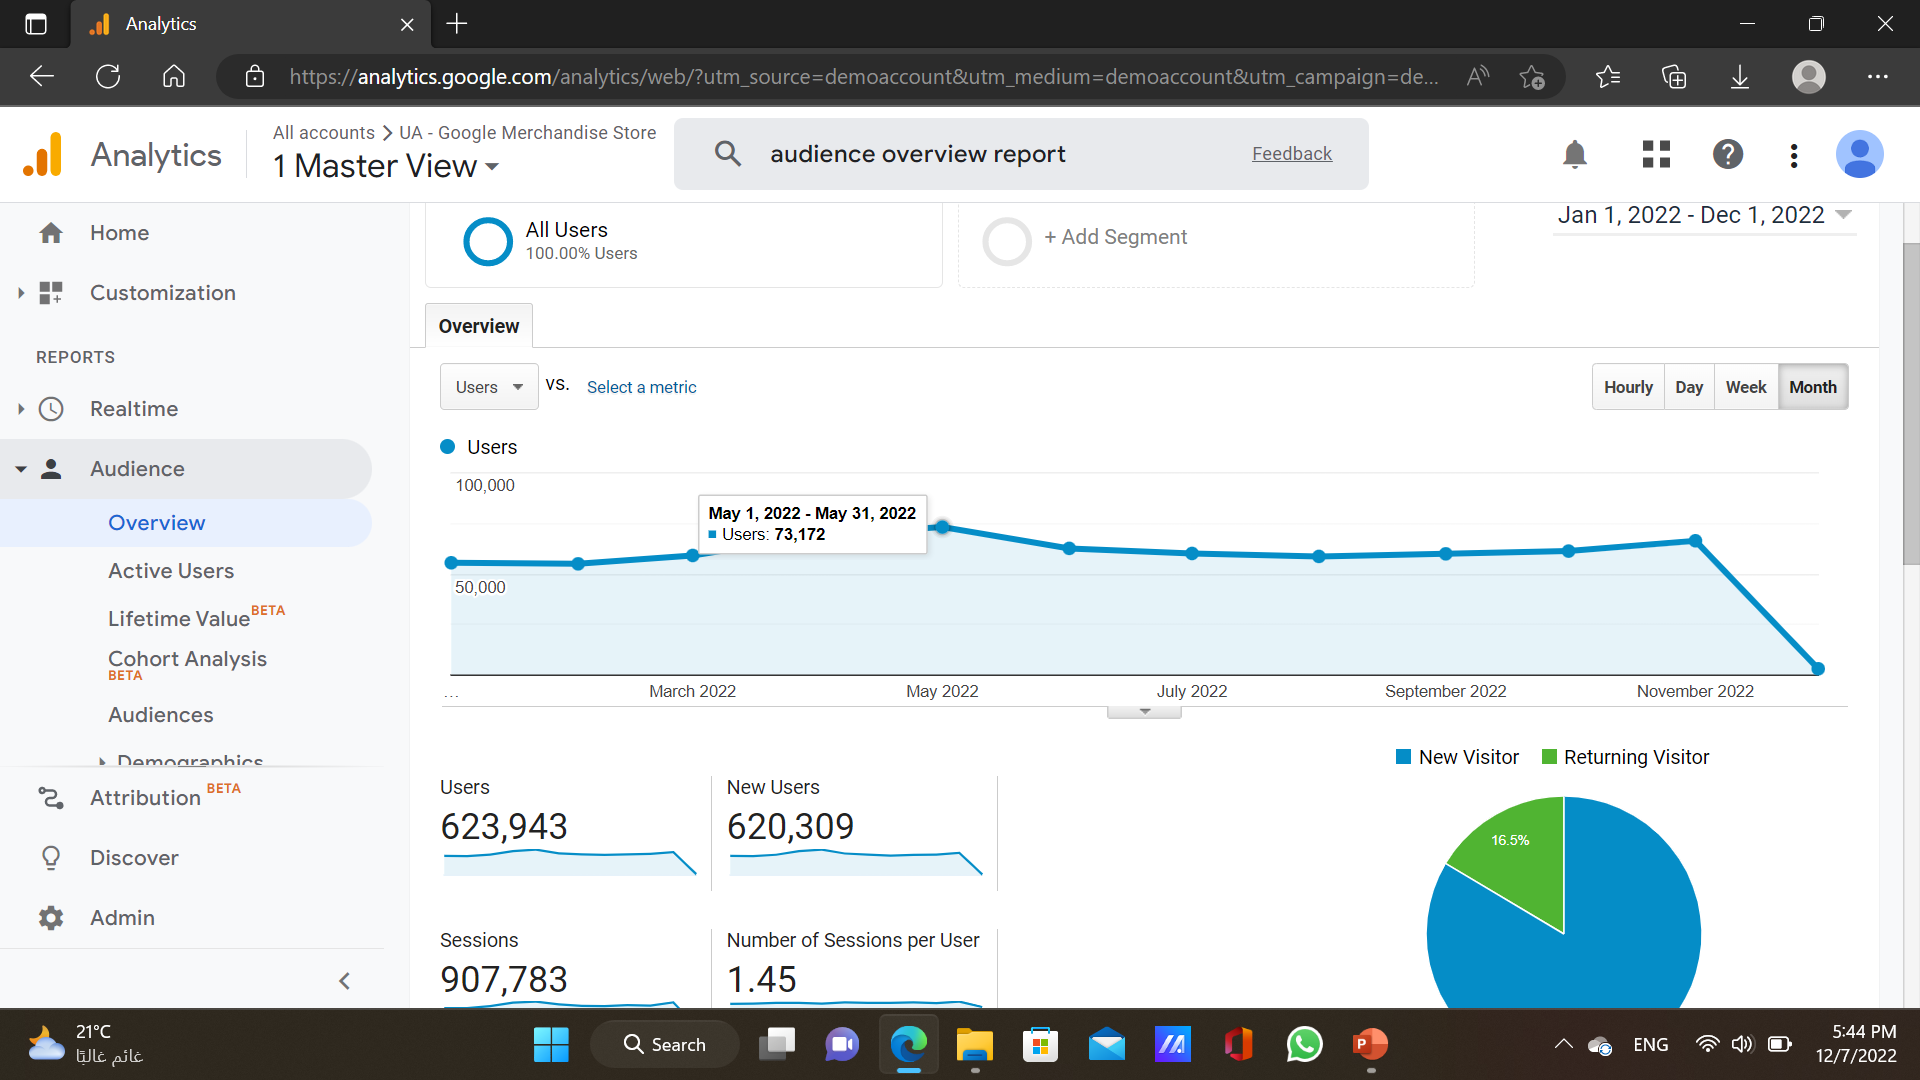 Analytics
https://analytics.google.com/analytics/web/?utm_source=demoaccount&utm_medium=demoaccount&utm_campaign=de...
Analytics
All accounts > UA - Google Merchandise Store
1 Master View
audience overview report
Feedback
Home
Customization
REPORTS
Realtime
Audience
Overview
Active Users
Lifetime Value BETA
Cohort Analysis
BETA
Audiences
Demographics
Attribution BETA
Discover
Admin
All Users
100.00% Users
+ Add Segment
Jan 1, 2022 - Dec 1, 2022
Overview
Users
VS.
Select a metric
Hourly
Day
Week
Month
Users
100,000
May 1, 2022 - May 31, 2022
Users: 73,172
50,000
...
March 2022
May 2022
July 2022
September 2022
November 2022
New Visitor
Returning Visitor
Users
623,943
New Users
620,309
16.5%
Sessions
907,783
Number of Sessions per User
1.45
21°C
غائم غالبًا
Search
ENG
5:44 PM
12/7/2022